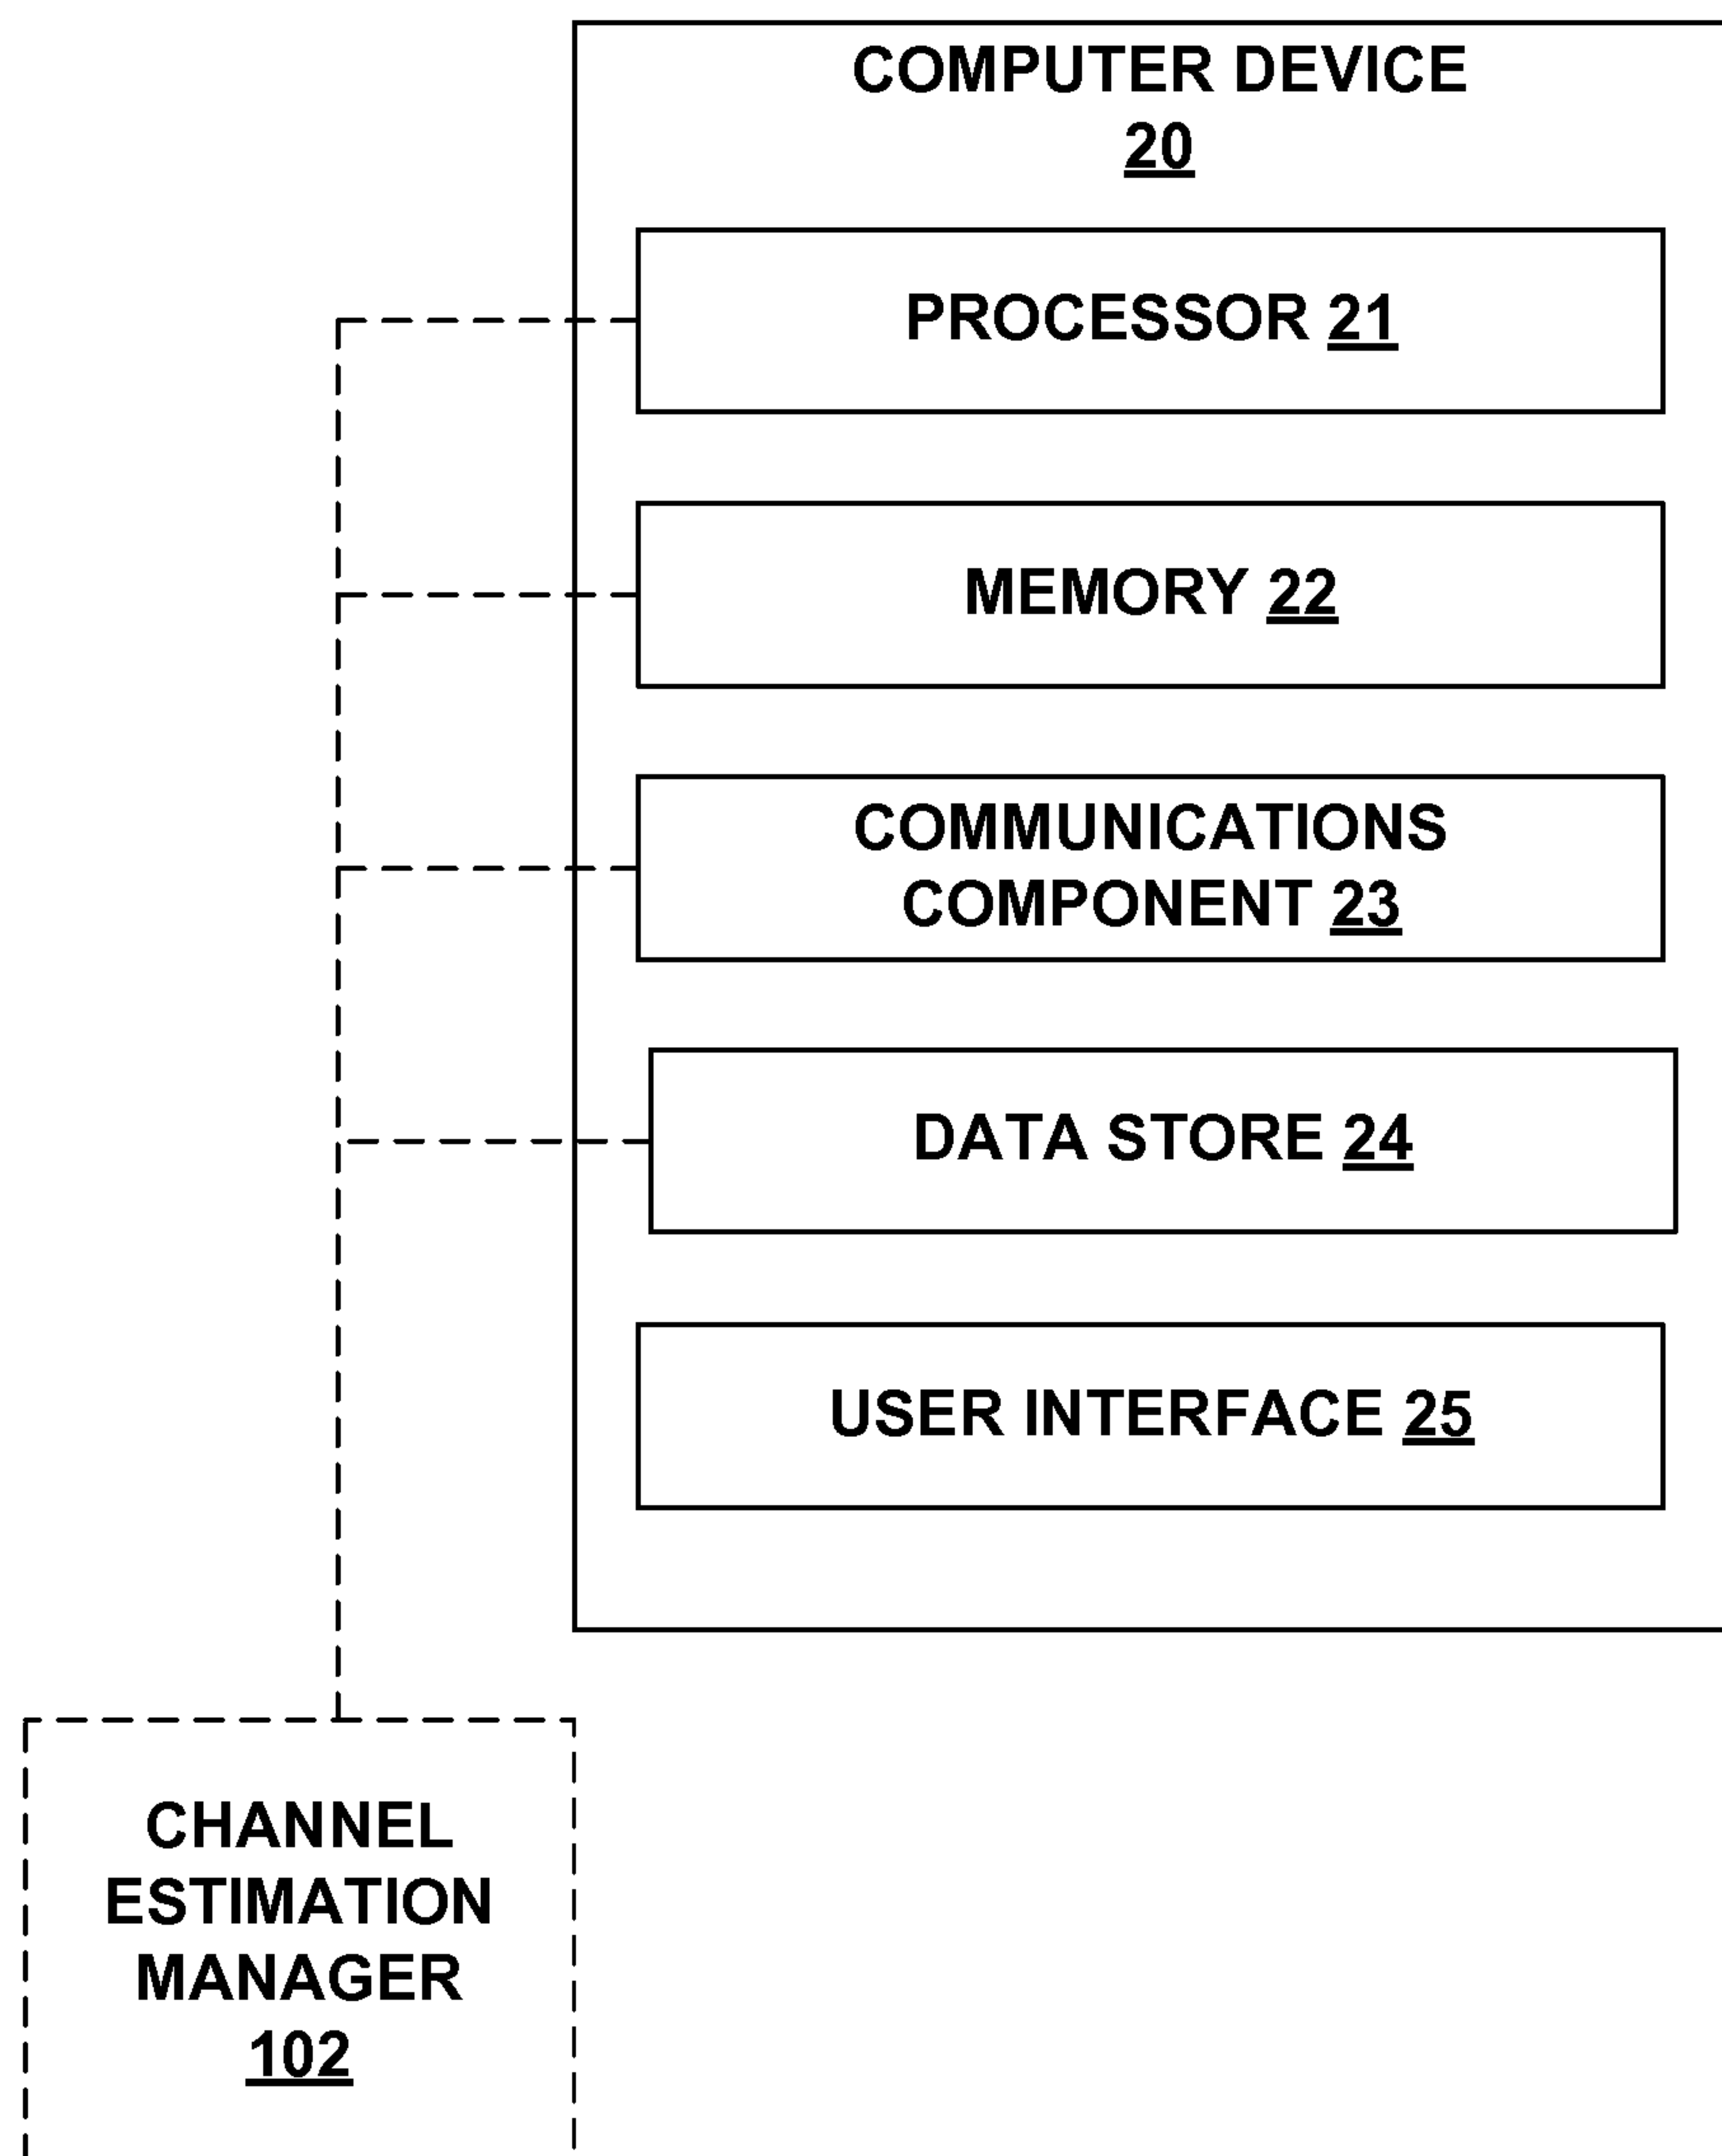 COMPUTER DEVICE
20
PROCESSOR 21
MEMORY 22
COMMUNICATIONS
COMPONENT 23
DATA STORE 24
USER INTERFACE 25
CHANNEL
ESTIMATION
MANAGER
102